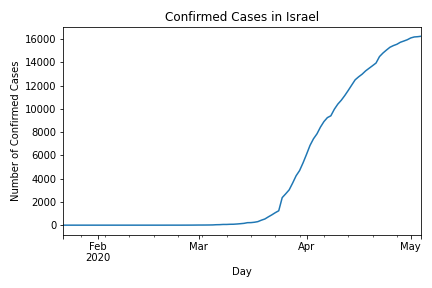 Confirmed Cases in Israel
16000
14000
12000
10000
8000
6000
4000
2000
0
Number of Confirmed Cases
Feb
2020
Mar
Apr
May
Day